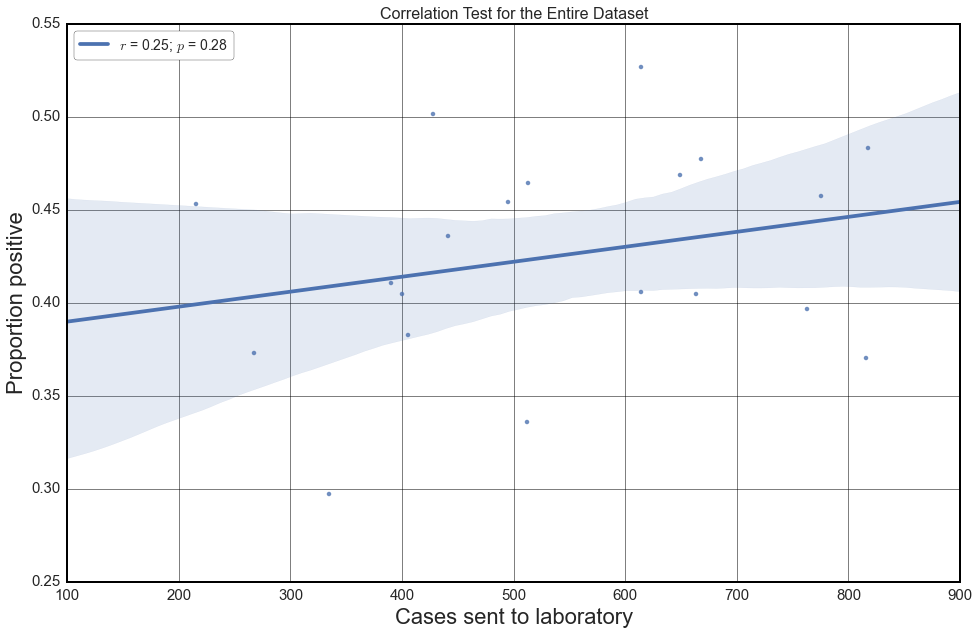 Correlation Test for the Entire Dataset
r = 0.25; p = 0.28
0.55
0.50
0.45
0.40
0.35
0.30
0.25
Proportion positive
100 200 300 400 500 600 700 800 900
Cases sent to laboratory